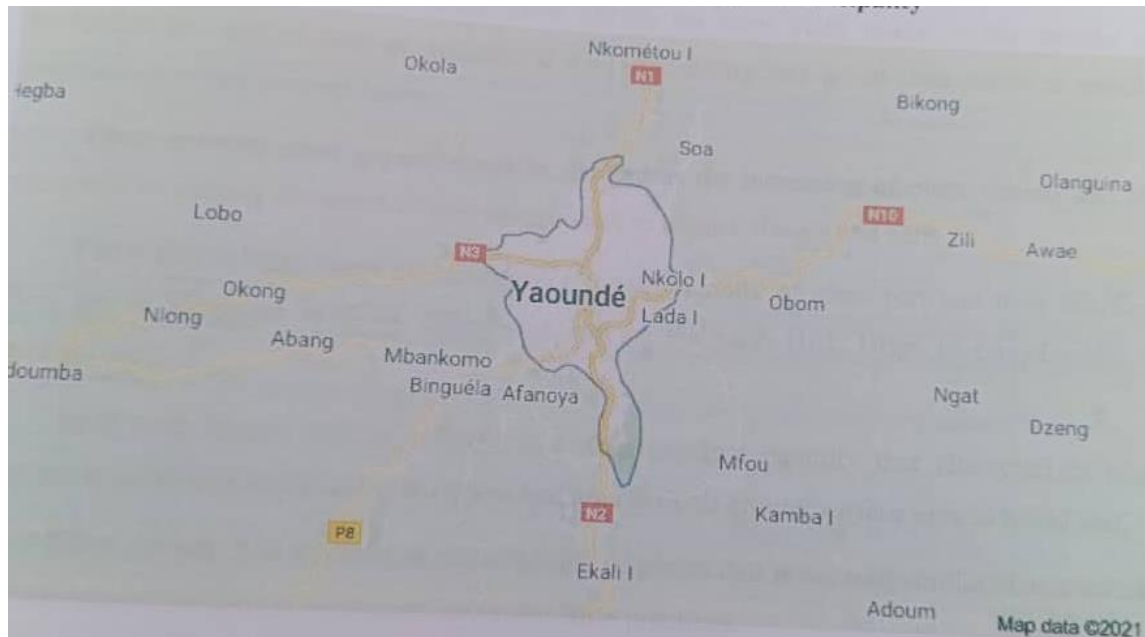 Nkométou I
Okola
N1
Bikong
Soa
Olanguina
Lobo
N10
Zili
Awae
N3
Nkolo I
Okong
Yaoundé
Obom
Lada I
Nlong
Abang
Mbankomo
Binguéla
Afanoya
Ngat
Dzeng
Mfou
N2
Kamba I
P8
Ekali I
Adoum
Map data ©2021